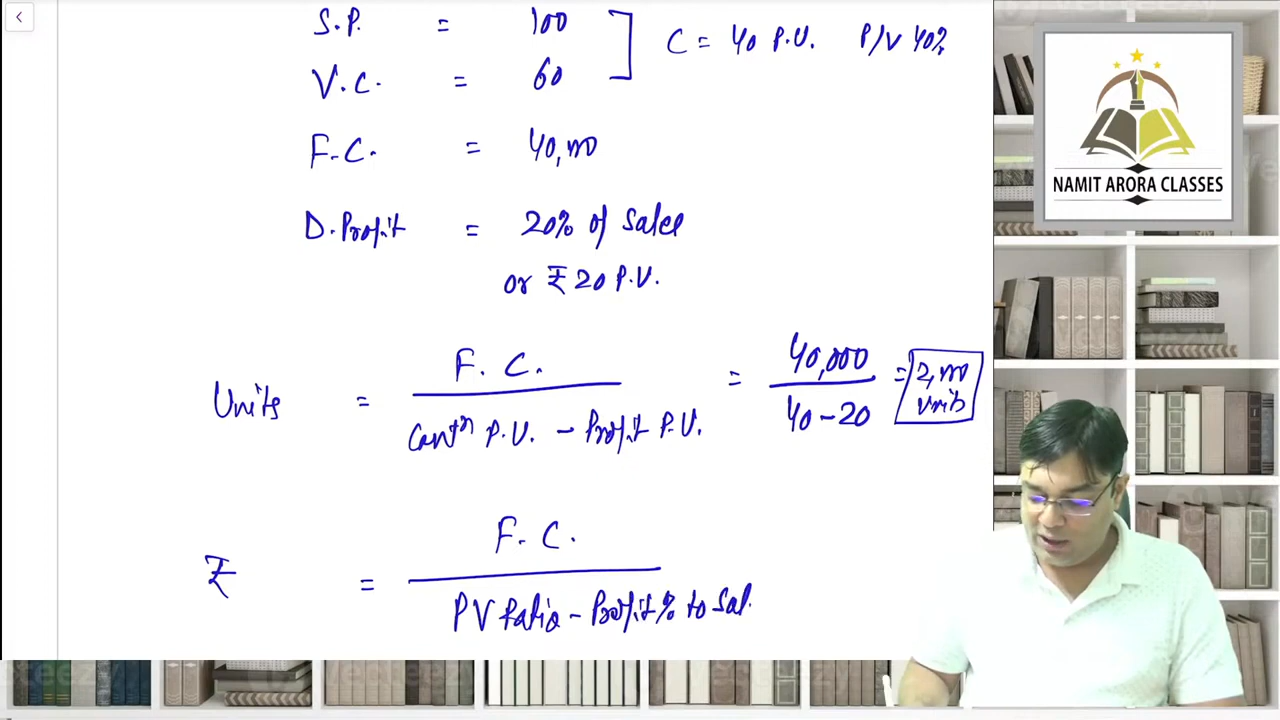 S.P. = 100
V.C. = 60
C = 40 P.U. P/V 40%
F.C. = 40,000
D.Profit = 20% of Sales
or ₹ 20 P.U.
Units = F. C. / Contn P.U. - Profit P.U. = 40,000 / 40-20 = 2,000 Units
₹ = F. C. / PV Ratio - Profit % to Sal
NAMIT ARORA CLASSES